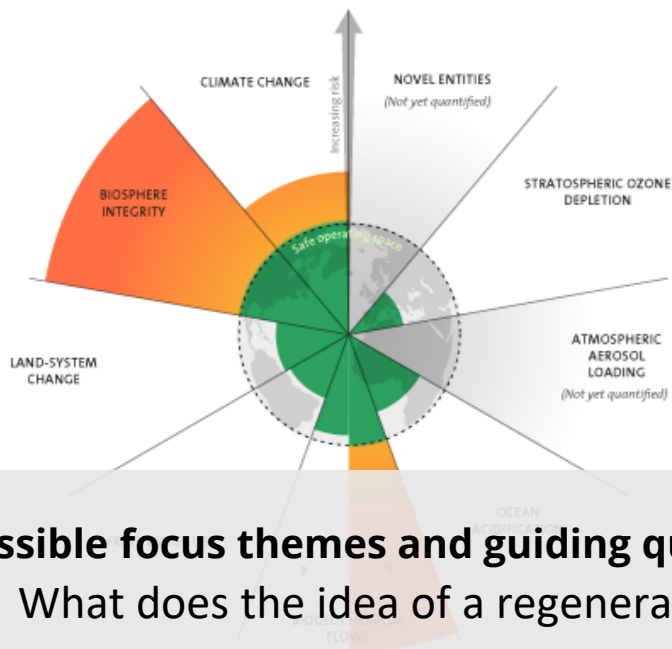 CLIMATE CHANGE
Increasing risk
NOVEL ENTITIES
(Not yet quantified)
STRATOSPHERIC OZONE
DEPLETION
BIOSPHERE
INTEGRITY
Safe operating space
LAND-SYSTEM
CHANGE
ATMOSPHERIC
AEROSOL
LOADING
(Not yet quantified)
OCEAN
ACIDIFICATION
P
N
ssible focus themes and guiding qu
What does the idea of a regenera
FLOWS